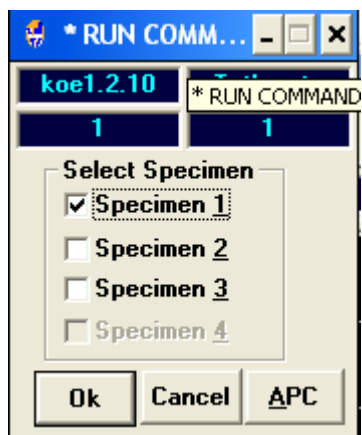 * RUN COMM...
koe1.2.10
* RUN COMMAND
1 1
Select Specimen
Specimen 1
Specimen 2
Specimen 3
Specimen 4
Ok Cancel APC